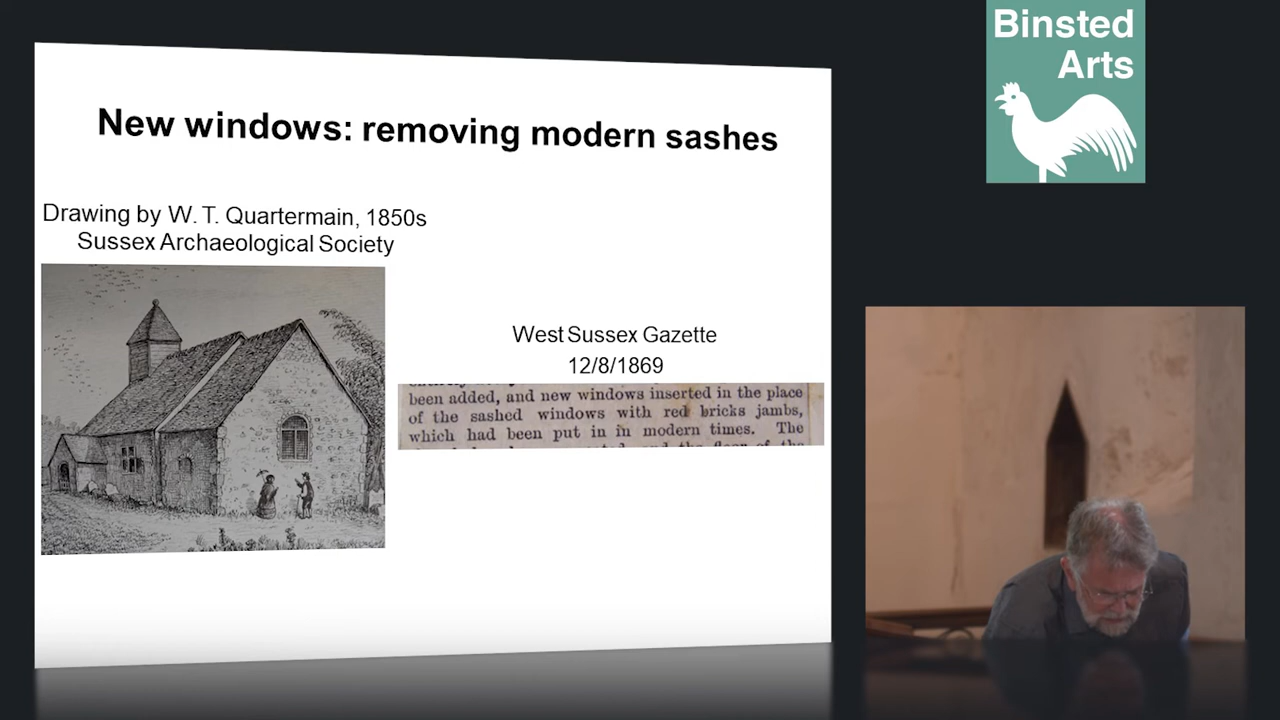 Binsted
Arts
New windows: removing modern sashes
Drawing by W. T. Quartermain, 1850s
Sussex Archaeological Society
West Sussex Gazette
12/8/1869
been added, and new windows inserted in the place
of the sashed windows with red bricks jambs,
which had been put in in modern times. The